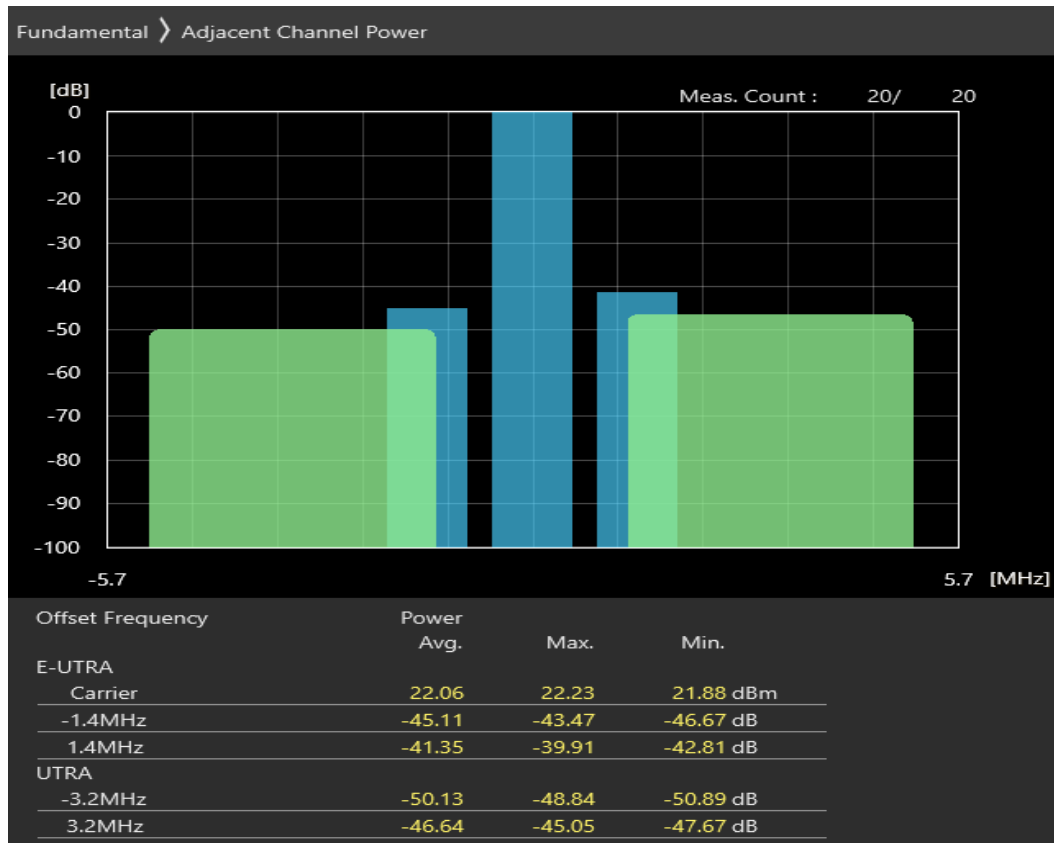 Fundamental 〉 Adjacent Channel Power
[dB]
Meas. Count : 20/ 20
0
-10
-20
-30
-40
-50
-60
-70
-80
-90
-100
-5.7 5.7 [MHz]
Offset Frequency Power
Avg. Max. Min.
E-UTRA
Carrier 22.06 22.23 21.88 dBm
-1.4MHz -45.11 -43.47 -46.67 dB
1.4MHz -41.35 -39.91 -42.81 dB
UTRA
-3.2MHz -50.13 -48.84 -50.89 dB
3.2MHz -46.64 -45.05 -47.67 dB